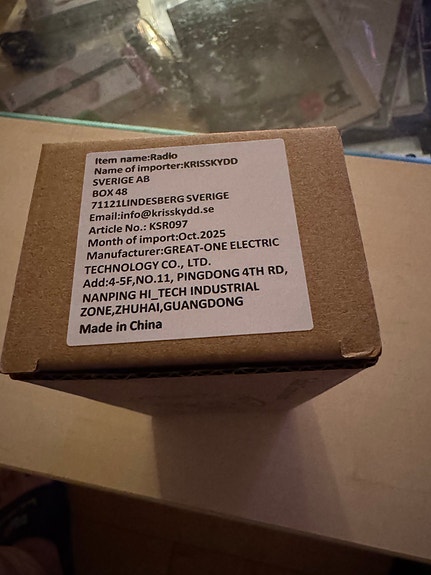 Item name:Radio
Name of importer:KRISSKYDD
SVERIGE AB
BOX 48
71121LINDESBERG SVERIGE
Email:info@krisskydd.se
Article No.: KSR097
Month of import:Oct.2025
Manufacturer:GREAT-ONE ELECTRIC
TECHNOLOGY CO., LTD.
Add:4-5F,NO.11, PINGDONG 4TH RD,
NANPING HI_TECH INDUSTRIAL
ZONE,ZHUHAI,GUANGDONG
Made in China